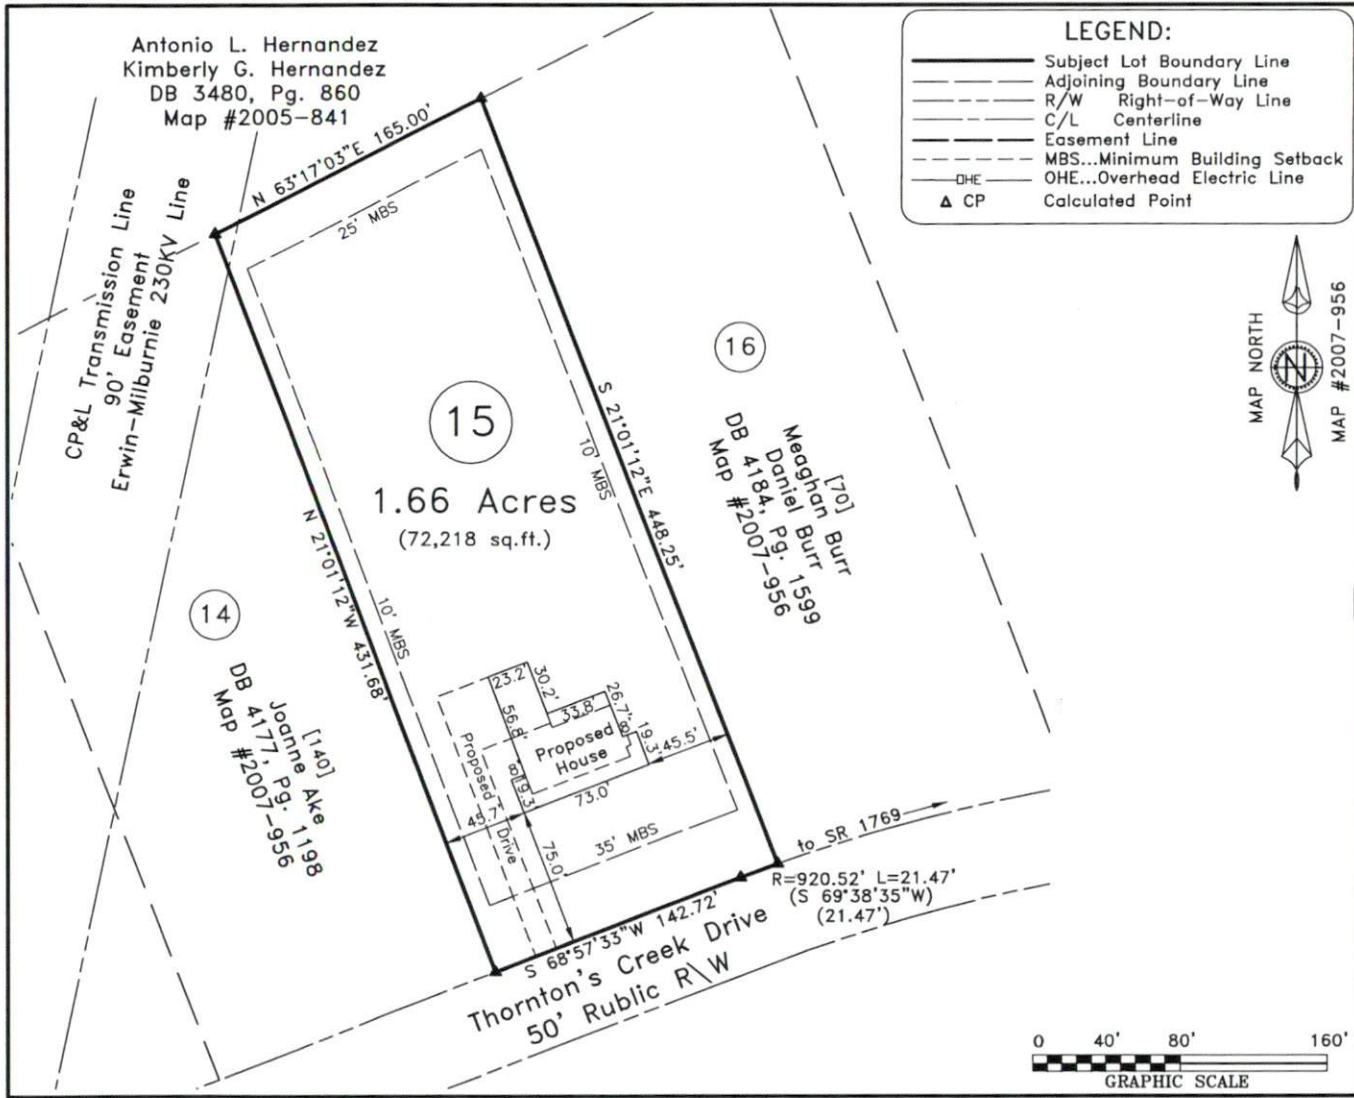 Antonio L. Hernandez
Kimberly G. Hernandez
DB 3480, Pg. 860
Map #2005-841
LEGEND:
Subject Lot Boundary Line
Adjoining Boundary Line
R/W Right-of-Way Line
C/L Centerline
Easement Line
MBS...Minimum Building Setback
OHE OHE...Overhead Electric Line
CP Calculated Point
N 63°17'03"E 165.00'
25' MBS
CP&L Transmission Line
90' Easement
Erwin-Milburnie 230KV Line
MAP NORTH
N
MAP #2007-956
16
15
1.66 Acres
(72,218 sq.ft.)
S 21°01'12"E 448.25'
10' MBS
[70]
Meaghan Burr
Daniel Burr
DB 4184, Pg. 1599
Map #2007-956
N 21°01'12"W 431.68'
10' MBS
14
[140]
Joanne Ake
DB 4177, Pg. 1198
Map #2007-956
23.2'
30.2'
56.8'
33.8'
26.7'
8'
19.3'
45.5'
Proposed
House
Proposed
Drive
8'
19.3'
73.0'
45.7'
75.0'
35' MBS
to SR 1769
R=920.52' L=21.47'
(S 69°38'35"W)
(21.47')
S 68°57'33"W 142.72'
Thornton's Creek Drive
50' Rublic R\W
0 40' 80' 160'
GRAPHIC SCALE